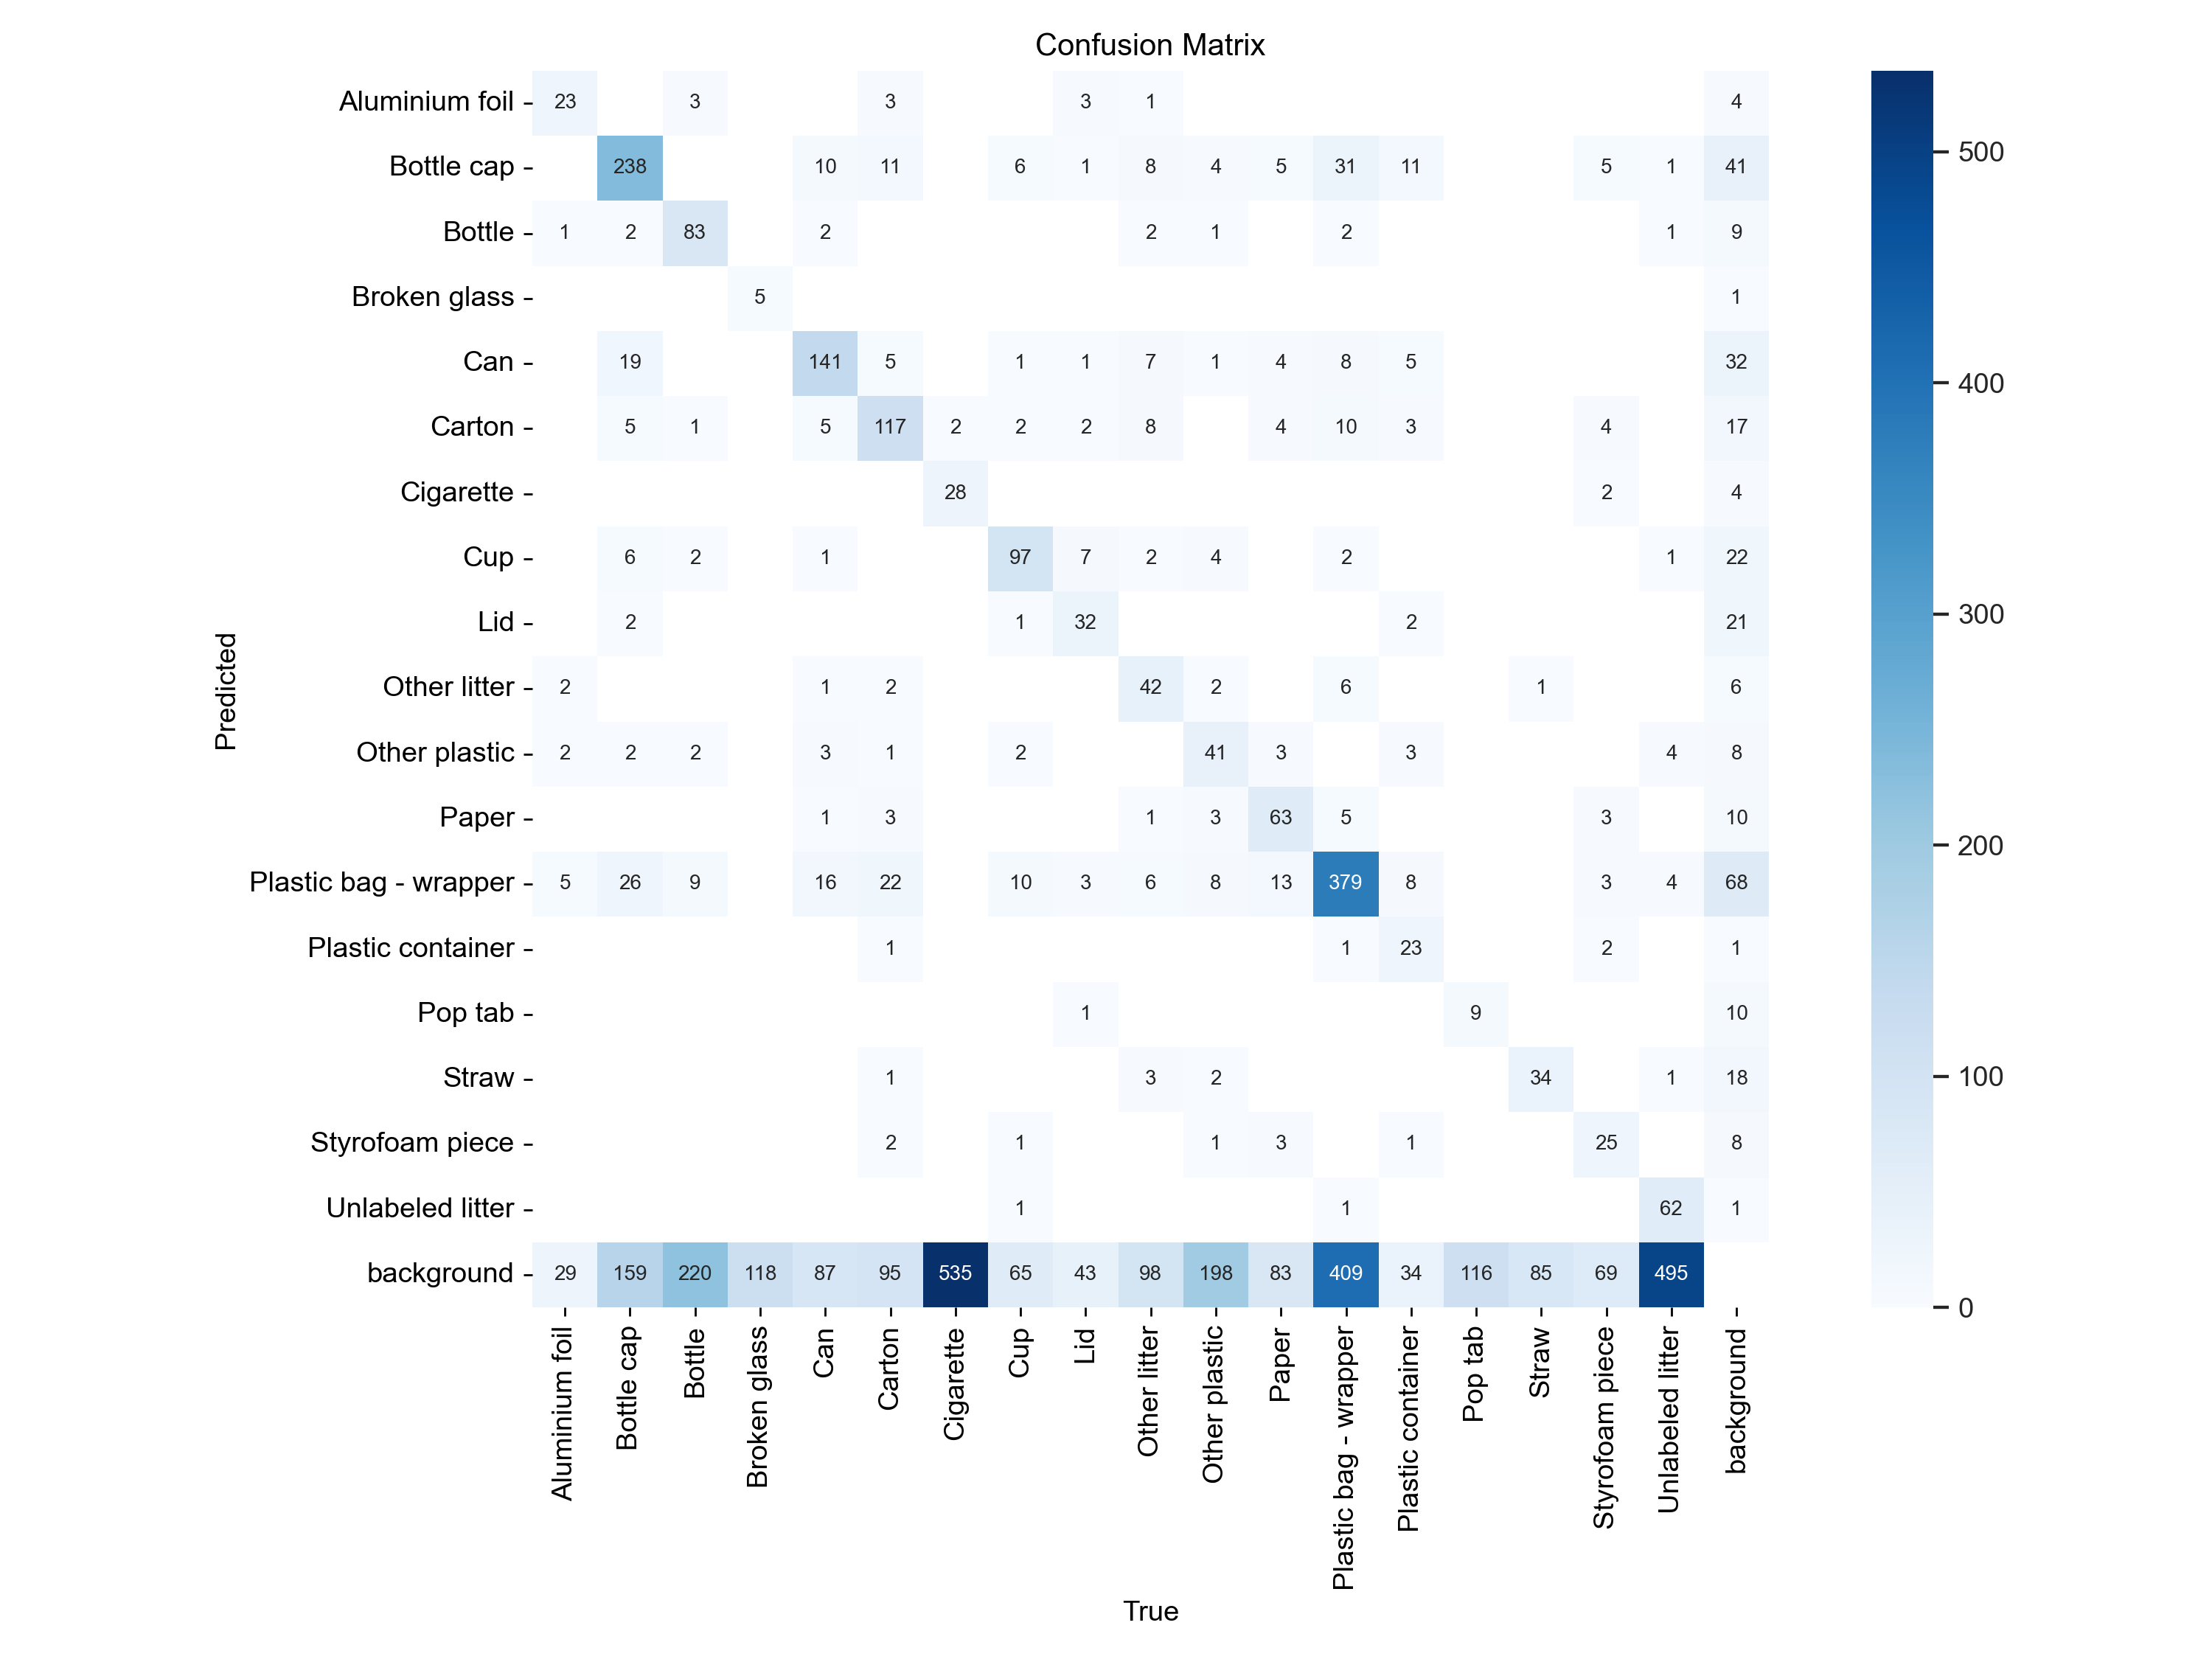 Confusion Matrix
Aluminium foil 23 3 3 3 1 4
Bottle cap 238 10 11 6 1 8 4 5 31 11 5 1 41
Bottle 1 2 83 2 2 1 2 1 9
Broken glass 5 1
Can 19 141 5 1 1 7 1 4 8 5 32
Carton 5 1 5 117 2 2 2 8 4 10 3 4 17
Cigarette 28 2 4
Cup 6 2 1 97 7 2 4 2 1 22
Lid 2 1 32 2 21
Other litter 2 1 2 42 2 6 1 6
Other plastic 2 2 2 3 1 2 41 3 3 4 8
Paper 1 3 1 3 63 5 3 10
Plastic bag - wrapper 5 26 9 16 22 10 3 6 8 13 379 8 3 4 68
Plastic container 1 1 23 2 1
Pop tab 1 9 10
Straw 1 3 2 34 1 18
Styrofoam piece 2 1 1 3 1 25 8
Unlabeled litter 1 1 62 1
background 29 159 220 118 87 95 535 65 43 98 198 83 409 34 116 85 69 495
Aluminium foil
Bottle cap
Bottle
Broken glass
Can
Carton
Cigarette
Cup
Lid
Other litter
Other plastic
Paper
Plastic bag - wrapper
Plastic container
Pop tab
Straw
Styrofoam piece
Unlabeled litter
background
True
Predicted
500
400
300
200
100
0